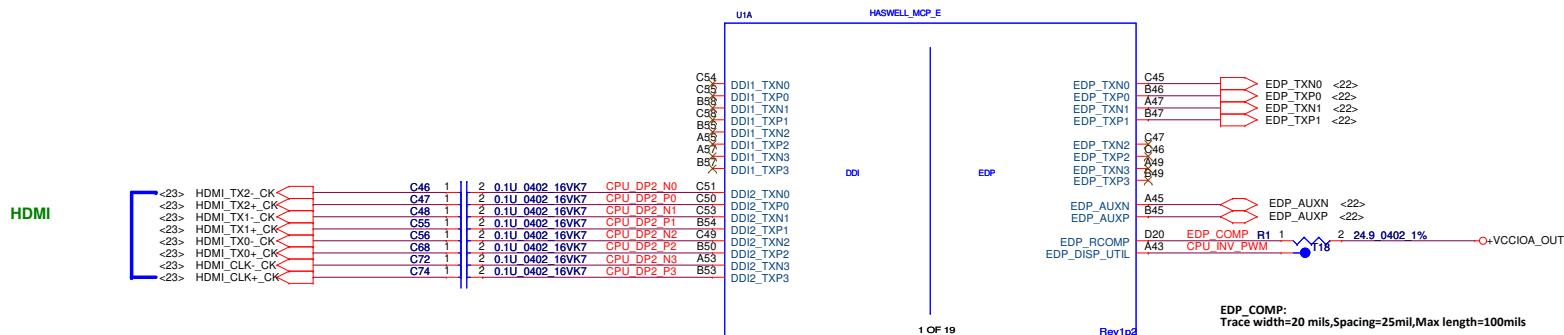 U1A HASWELL_MCP_E
C54 DDI1_TXN0 EDP_TXN0 C45 EDP_TXN0 <22>
C55 DDI1_TXP0 EDP_TXP0 B46 EDP_TXP0 <22>
B58 DDI1_TXN1 EDP_TXN1 A47 EDP_TXN1 <22>
C58 DDI1_TXP1 EDP_TXP1 B47 EDP_TXP1 <22>
B55 DDI1_TXN2
A55 DDI1_TXP2 EDP_TXN2 C47
A57 DDI1_TXN3 EDP_TXP2 C46
B57 DDI1_TXP3 EDP_TXN3 A49
EDP_TXP3 B49
DDI EDP
<23> HDMI_TX2-_CK C46 1 2 0.1U_0402_16VK7 CPU_DP2_N0 C51 DDI2_TXN0
<23> HDMI_TX2+_CK C47 1 2 0.1U_0402_16VK7 CPU_DP2_P0 C50 DDI2_TXP0 EDP_AUXN A45 EDP_AUXN <22>
HDMI <23> HDMI_TX1-_CK C48 1 2 0.1U_0402_16VK7 CPU_DP2_N1 C53 DDI2_TXN1 EDP_AUXP B45 EDP_AUXP <22>
<23> HDMI_TX1+_CK C55 1 2 0.1U_0402_16VK7 CPU_DP2_P1 B54 DDI2_TXP1
<23> HDMI_TX0-_CK C56 1 2 0.1U_0402_16VK7 CPU_DP2_N2 C49 DDI2_TXN2 EDP_RCOMP D20 EDP_COMP R1 1 2 24.9_0402_1% +VCCIOA_OUT
<23> HDMI_TX0+_CK C68 1 2 0.1U_0402_16VK7 CPU_DP2_P2 B50 DDI2_TXP2 EDP_DISP_UTIL A43 CPU_INV_PWM T18
<23> HDMI_CLK-_CK C72 1 2 0.1U_0402_16VK7 CPU_DP2_N3 A53 DDI2_TXN3
<23> HDMI_CLK+_CK C74 1 2 0.1U_0402_16VK7 CPU_DP2_P3 B53 DDI2_TXP3
EDP_COMP:
Trace width=20 mils,Spacing=25mil,Max length=100mils
1 OF 19 Rev1p2